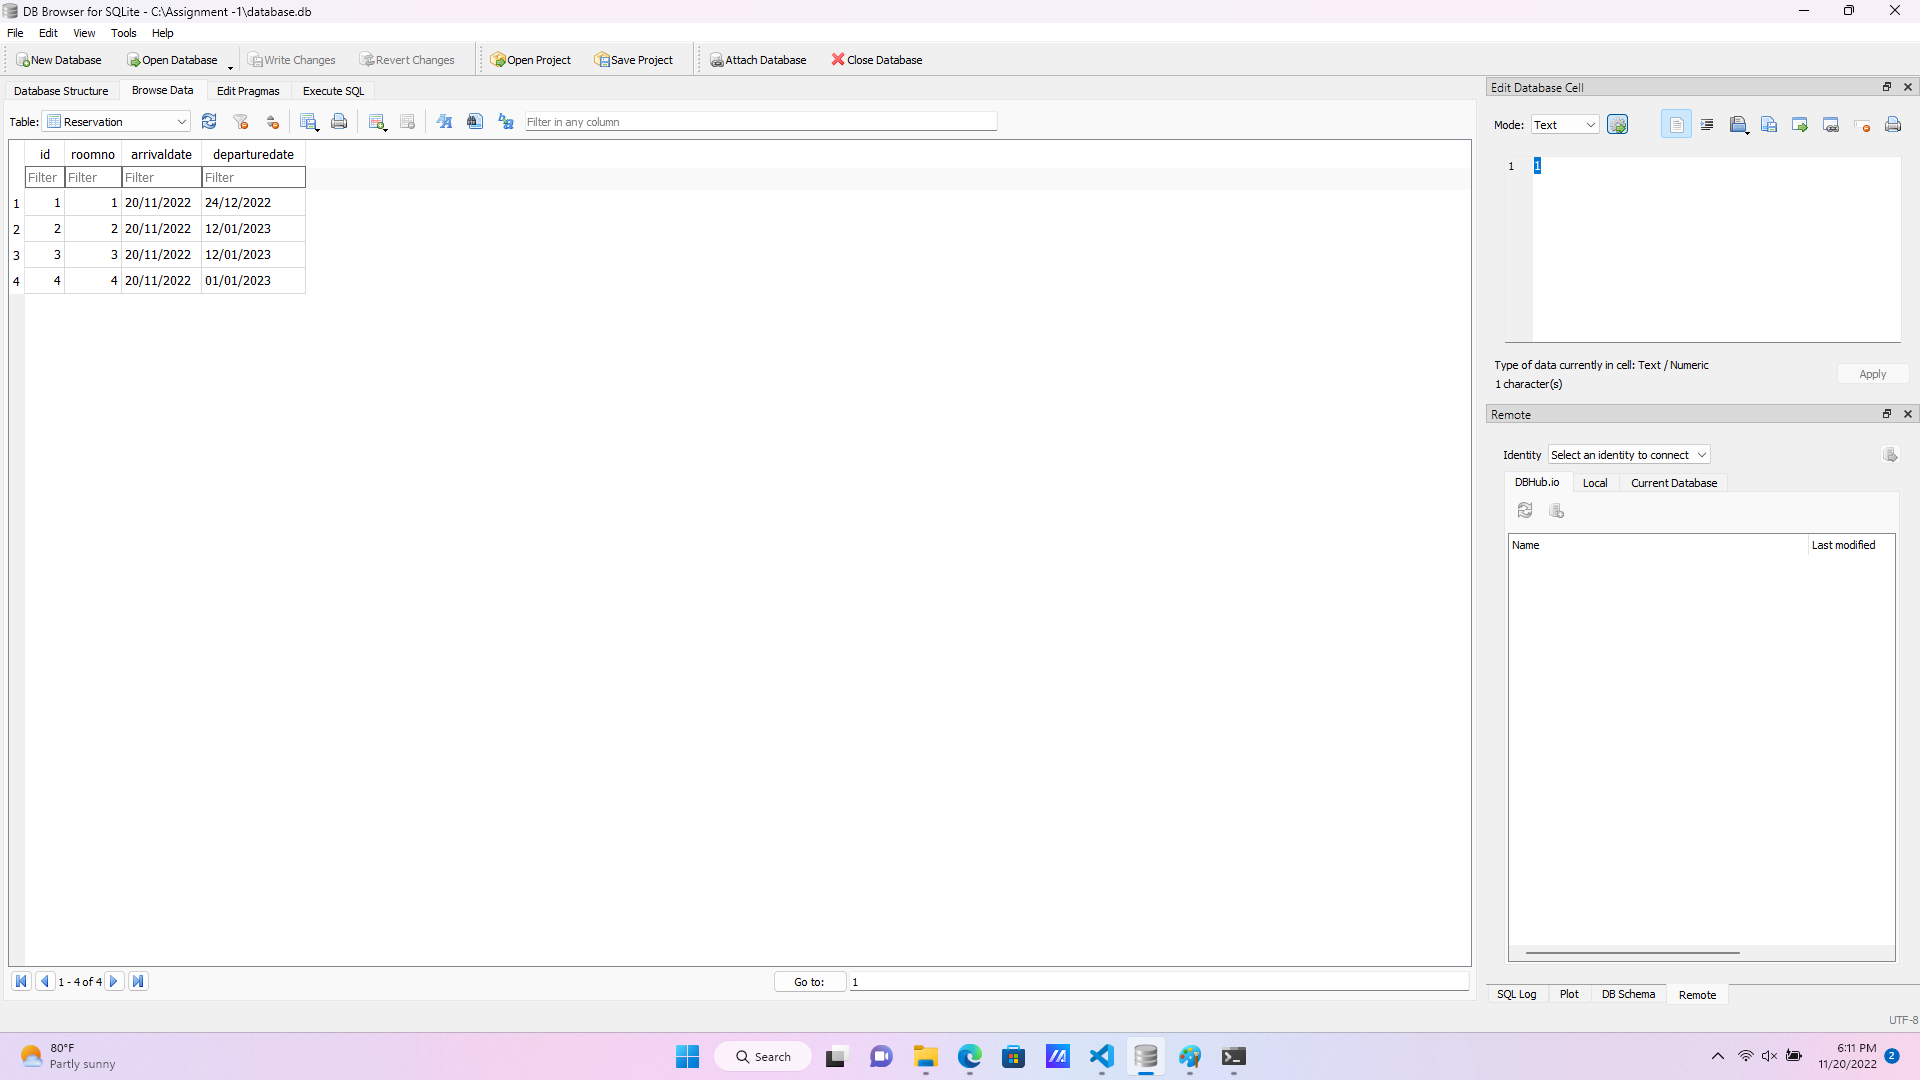 DB Browser for SQLite - C:\Assignment -1\database.db
File Edit View Tools Help
New Database Open Database Write Changes Revert Changes Open Project Save Project Attach Database Close Database
Database Structure Browse Data Edit Pragmas Execute SQL
Table: Reservation Filter in any column
id roomno arrivaldate departuredate
Filter Filter Filter Filter
1 1 1 20/11/2022 24/12/2022
2 2 2 20/11/2022 12/01/2023
3 3 3 20/11/2022 12/01/2023
4 4 4 20/11/2022 01/01/2023
1 - 4 of 4 Go to: 1
Edit Database Cell
Mode: Text
1 1
Type of data currently in cell: Text / Numeric
1 character(s)
Apply
Remote
Identity Select an identity to connect
DBHub.io Local Current Database
Name Last modified
SQL Log Plot DB Schema Remote
UTF-8
80°F
Partly sunny
Search
6:11 PM
11/20/2022
2